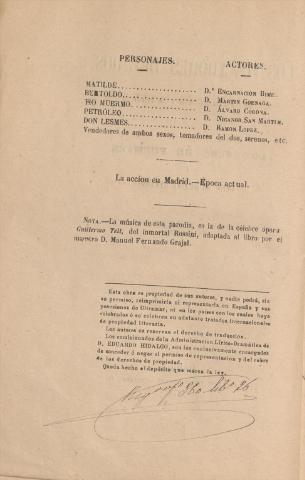 PERSONAJES. ACTORES.
MATILDE D.ª ENCARNACION
BERTOLDO D. MARTIN GOENAGA.
TIO MUERMO D. ÁLVARO CORDOVA.
PETRÓLEO D. NICANOR SAN MARTIN.
DON LESMES D. RAMON LOPEZ.
Vendedores de ambos sexos, tomadores del dos, serenos, etc.
La accion en Madrid.—Época actual.
NOTA.—La música de esta parodia, es la de la célebre ópera
Guillermo Tell, del inmortal Rossini, adaptada al libro por el
maestro D. Manuel Fernando Grajal.
Esta obra es propiedad de sus autores, y nadie podrá, sin
su permiso, reimprimirla ni representarla en España y sus
posesiones de Ultramar, ni en los paises con los cuales haya
celebrados ó se celebren en adelante tratados internacionales
de propiedad literaria.
Los autores se reservan el derecho de traduccion.
Los comisionados de la Administracion Lírico-Dramática de
D. EDUARDO HIDALGO, son los exclusivamente encargados
de conceder ó negar el permiso de representacion y del cobro
de los derechos de propiedad.
Queda hecho el depósito que marca la ley.